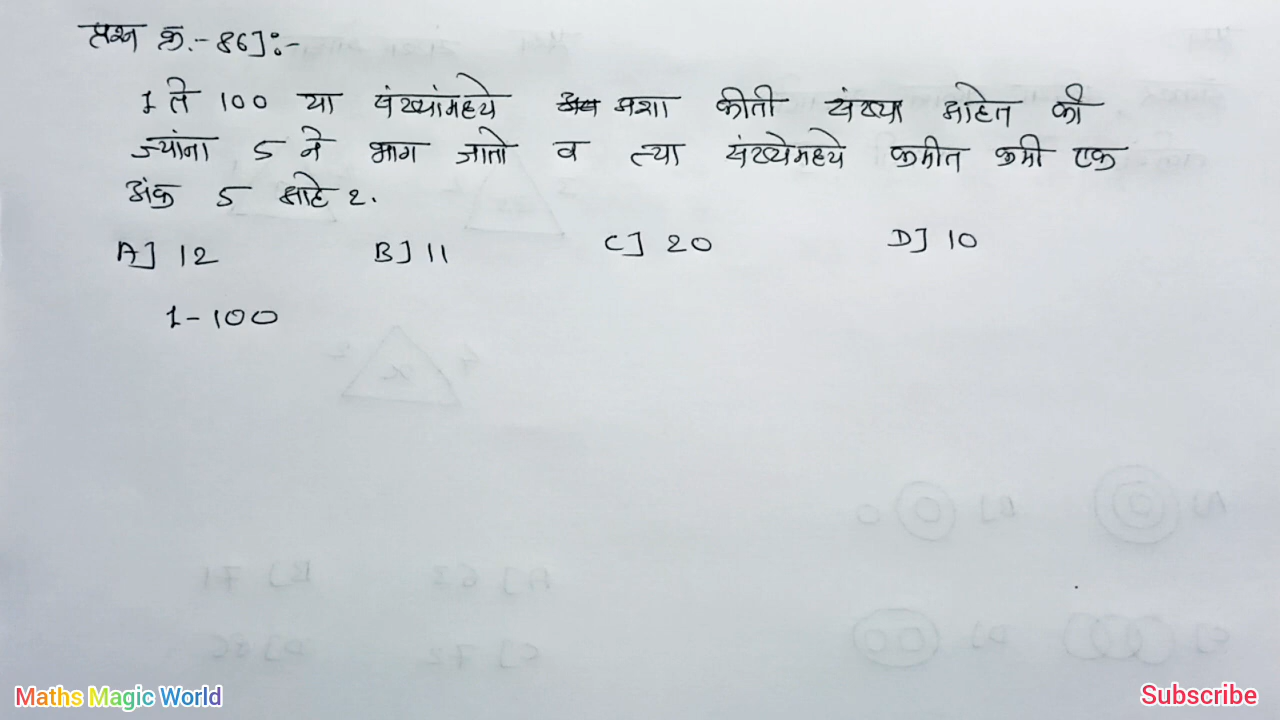 प्रश्न क्र.-86]:-
1 ते 100 या संख्यांमध्ये अशा कीती संख्या आहेत की
ज्यांना 5 ने भाग जातो व त्या संख्येमध्ये कमीत कमी एक
अंक 5 आहे ?.
A] 12 B] 11 C] 20 D] 10
1-100
Maths Magic World Subscribe